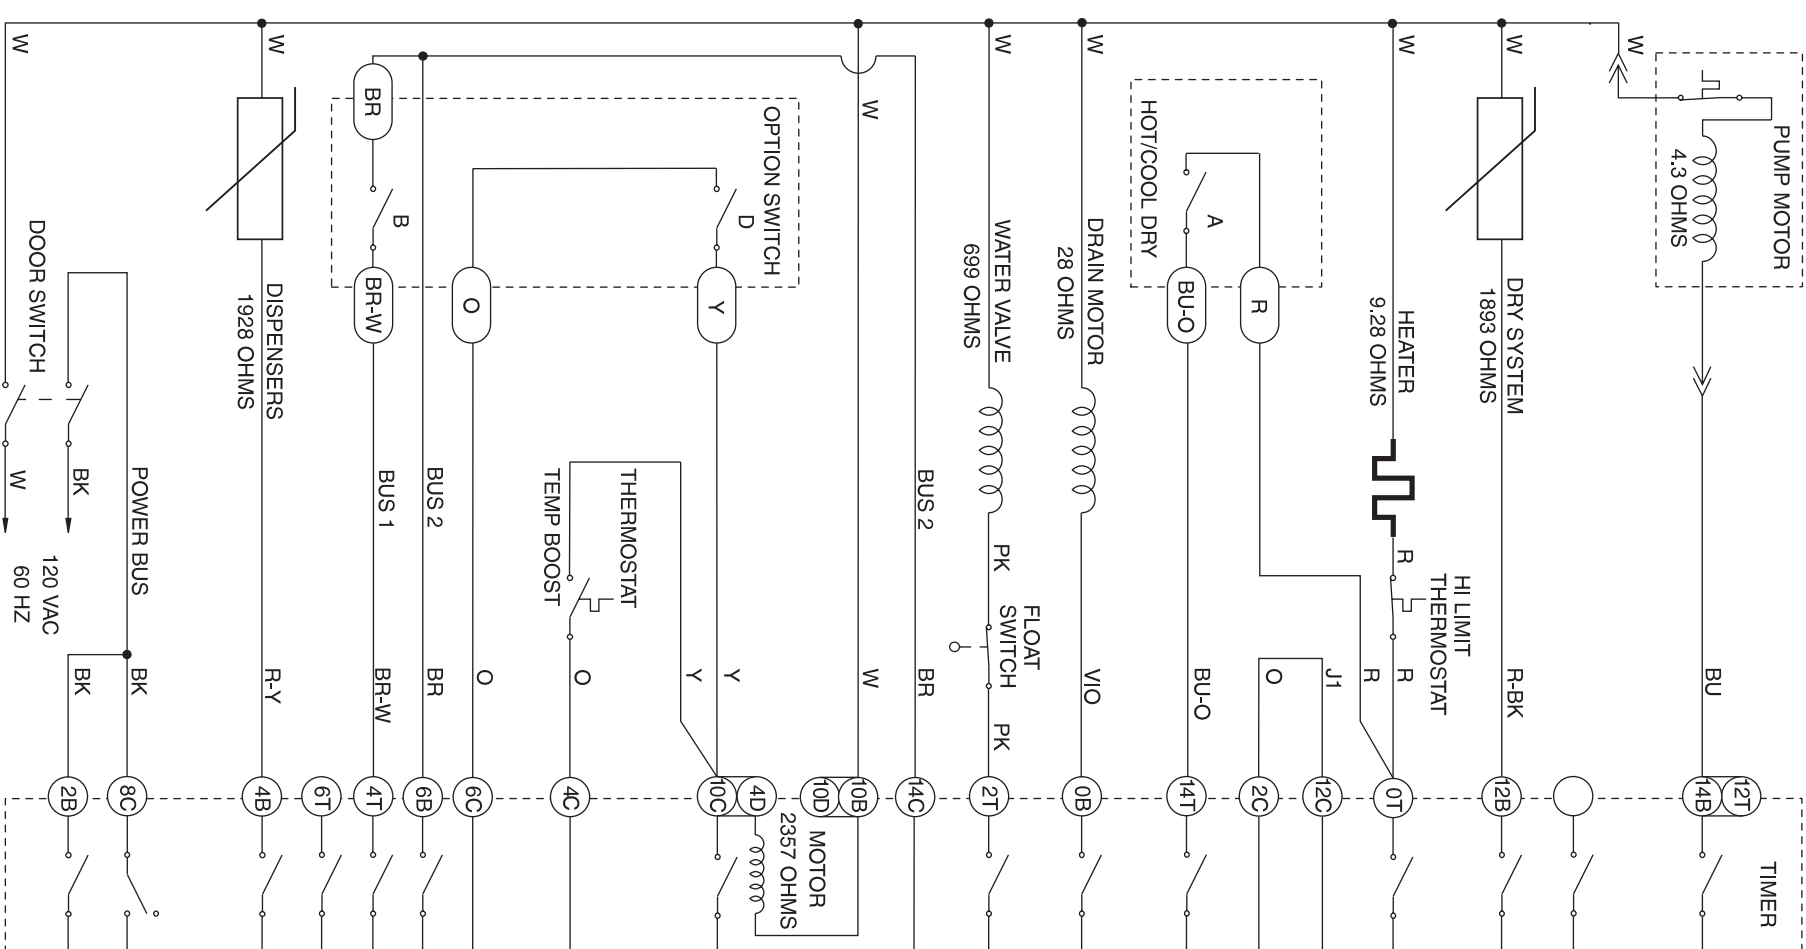 W
PUMP MOTOR
4.3 OHMS
BU
14B
12T
W
DRY SYSTEM
1893 OHMS
R-BK
12B
W
HEATER
9.28 OHMS
R
HI LIMIT
THERMOSTAT
R
R
0T
HOT/COOL DRY
A
BU-O
R
BU-O
14T
O
J1
2C
12C
W
DRAIN MOTOR
28 OHMS
VIO
0B
W
WATER VALVE
699 OHMS
PK
FLOAT
SWITCH
PK
2T
BUS 2
BR
14C
W
W
10D
10B
MOTOR
2357 OHMS
OPTION SWITCH
BR
B
D
BR-W
O
Y
Y
Y
10C
4D
THERMOSTAT
TEMP BOOST
O
4C
O
6C
BUS 2
BR
6B
BUS 1
BR-W
4T
6T
W
DISPENSERS
1928 OHMS
R-Y
4B
POWER BUS
BK
8C
BK
2B
W
DOOR SWITCH
BK
W
120 VAC
60 HZ
TIMER